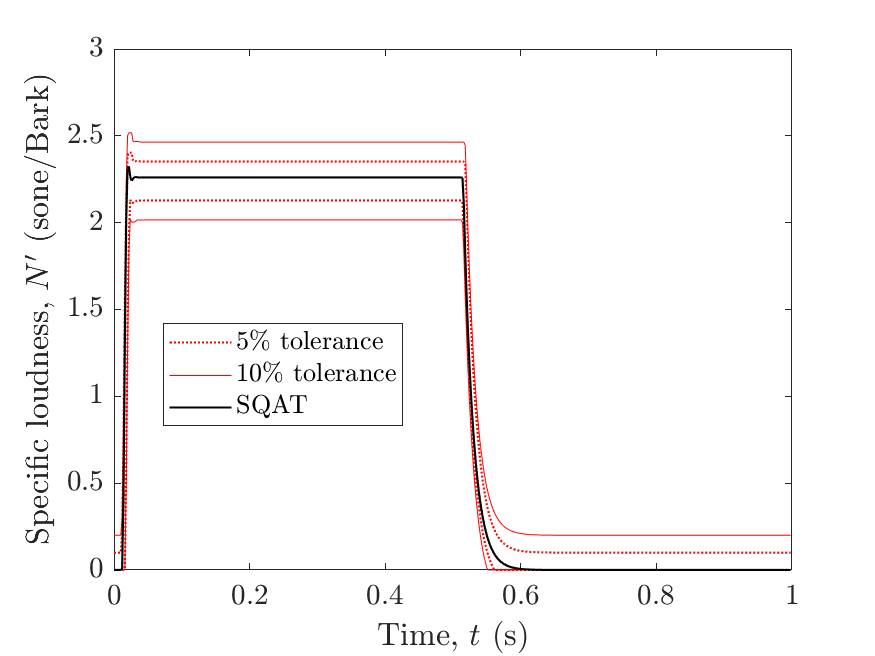 3
2.5
2
1.5
1
0.5
0
Specific loudness, N′ (sone/Bark)
5% tolerance
10% tolerance
SQAT
0 0.2 0.4 0.6 0.8 1
Time, t (s)